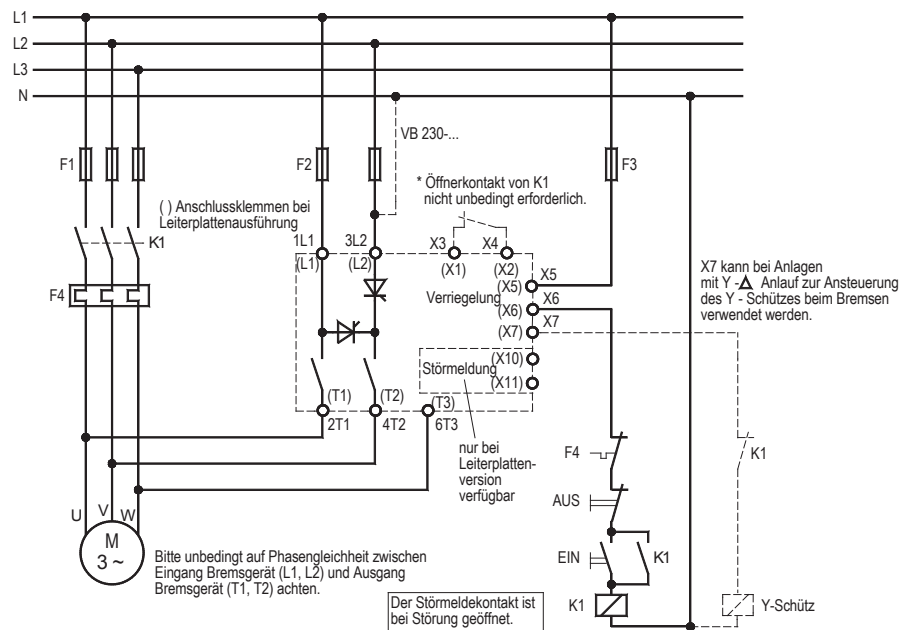 L1
L2
L3
N
VB 230-...
F1
F2
F3
* Öffnerkontakt von K1
nicht unbedingt erforderlich.
( ) Anschlussklemmen bei
Leiterplattenausführung
K1
1L1
3L2
X3
X4
(L1)
(L2)
(X1)
(X2)
X5
(X5)
X6
(X6)
X7
(X7)
Verriegelung
X7 kann bei Anlagen
mit Y -Δ Anlauf zur Ansteuerung
des Y - Schützes beim Bremsen
verwendet werden.
F4
(X10)
Störmeldung
(X11)
(T1)
(T2)
(T3)
2T1
4T2
6T3
nur bei
Leiterplatten-
version
verfügbar
F4
K1
AUS
U
V
W
M
3 ~
Bitte unbedingt auf Phasengleichheit zwischen
Eingang Bremsgerät (L1, L2) und Ausgang
Bremsgerät (T1, T2) achten.
EIN
K1
Der Störmeldekontakt ist
bei Störung geöffnet.
K1
Y-Schütz